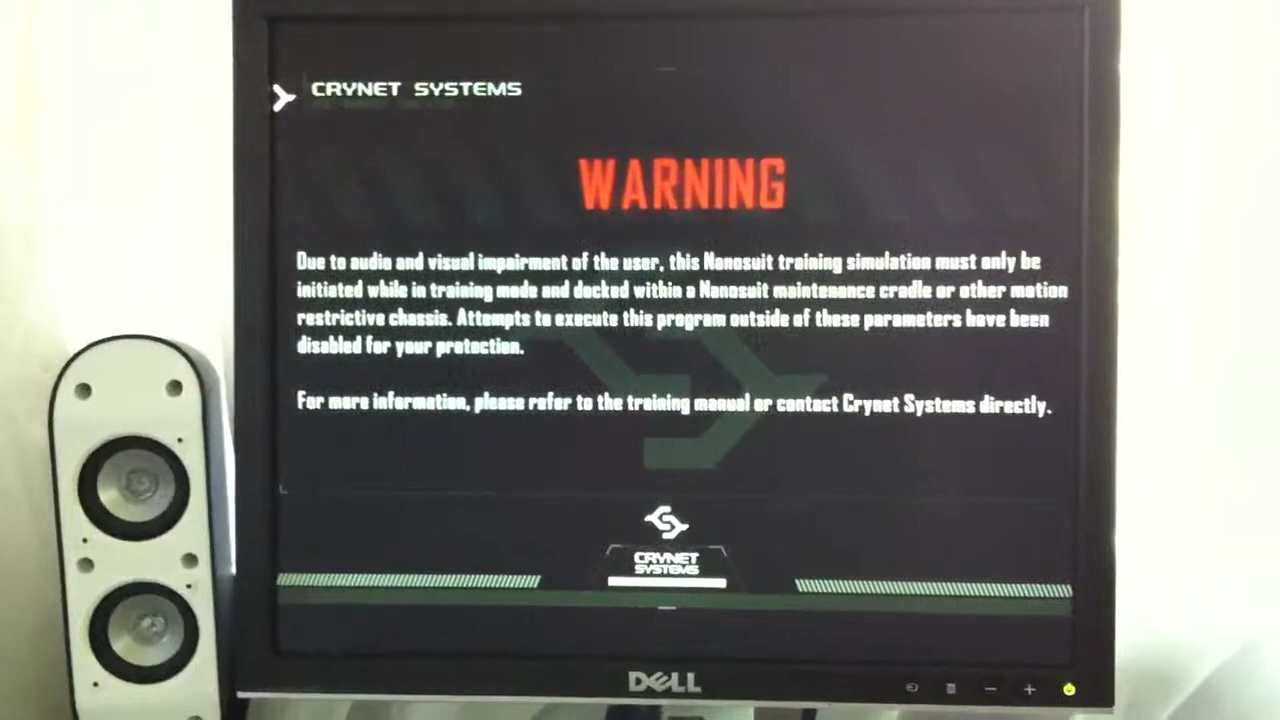 CRYNET SYSTEMS
WARNING
Due to audio and visual impairment of the user, this Nanosuit training simulation must only be
initiated while in training mode and docked within a Nanosuit maintenance cradle or other motion
restrictive chassis. Attempts to execute this program outside of these parameters have been
disabled for your protection.
For more information, please refer to the training manual or contact Crynet Systems directly.
CRYNET
SYSTEMS
DELL